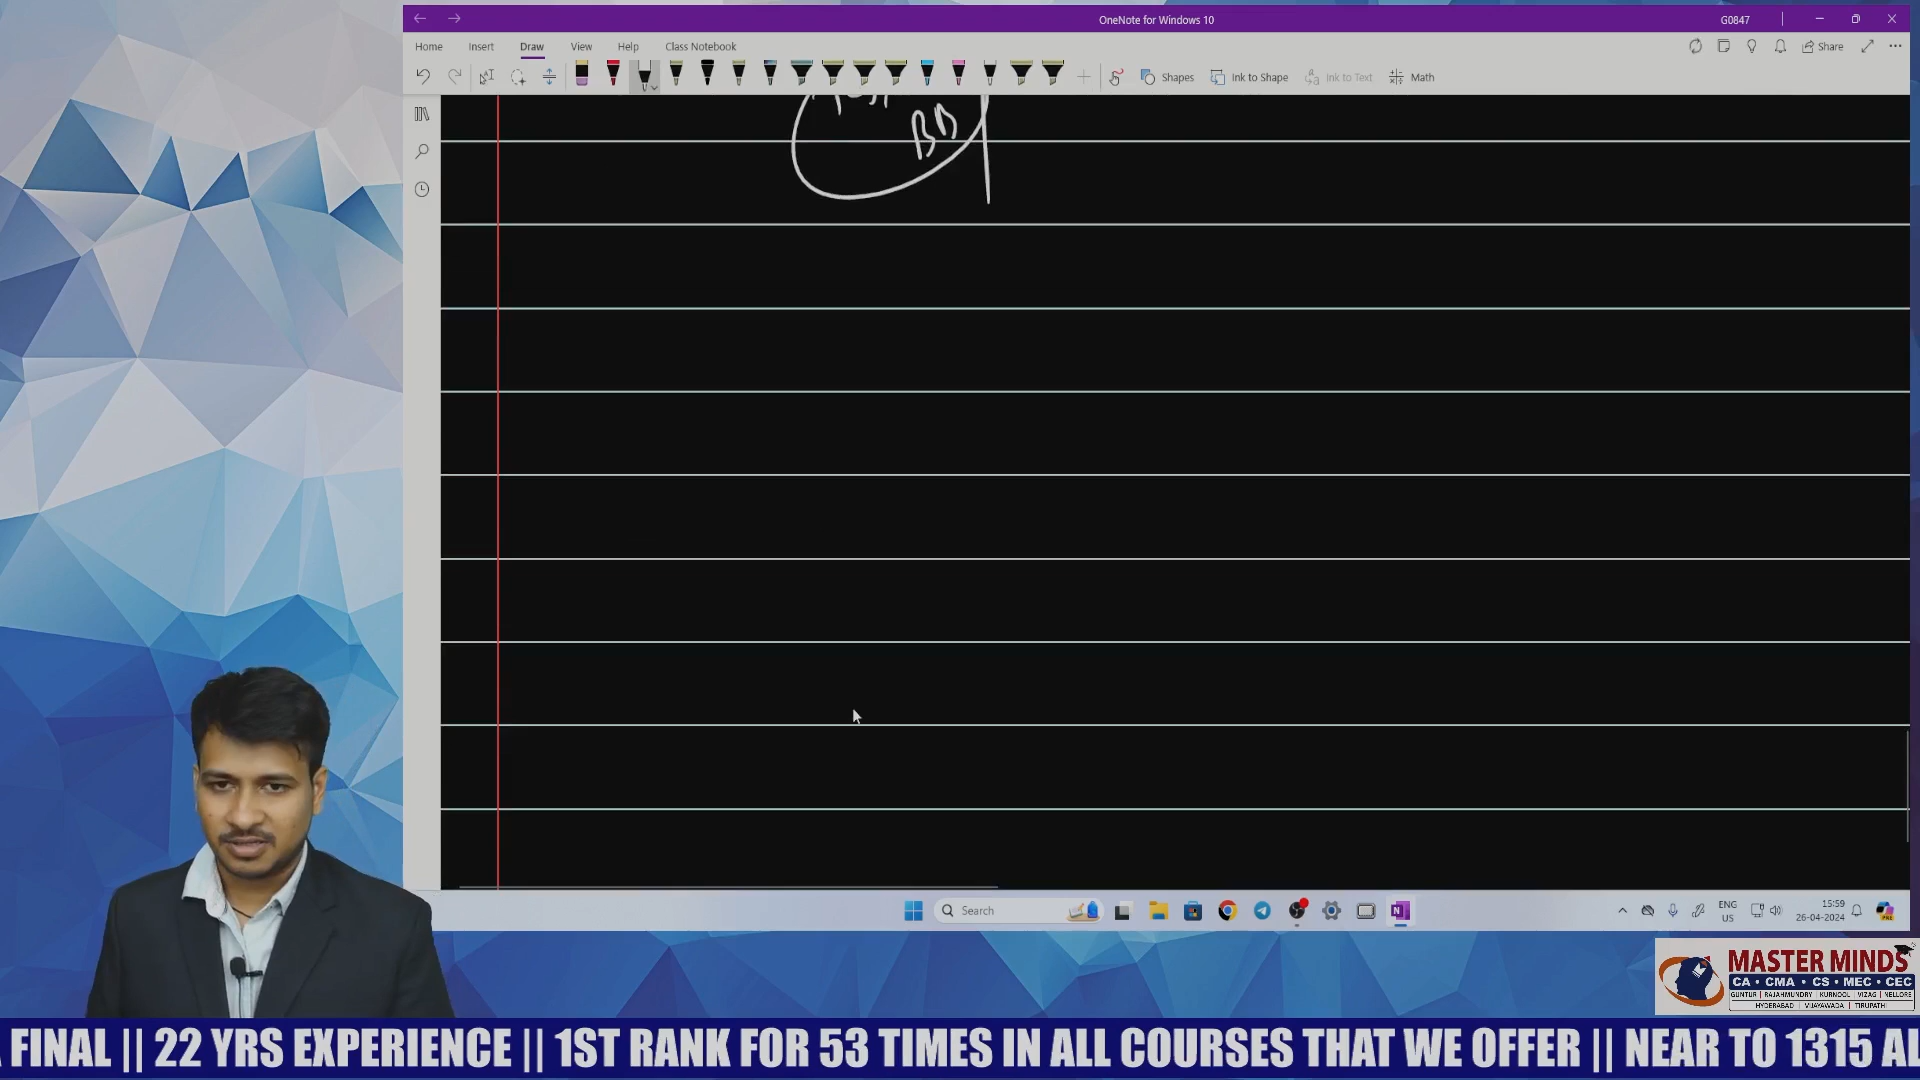 OneNote for Windows 10
G0847
Home Insert Draw View Help Class Notebook
Share
Shapes Ink to Shape Ink to Text Math
BD
Search
ENG
US
15:59
26-04-2024
MASTER MINDS
CA • CMA • CS • MEC • CEC
GUNTUR | RAJAHMUNDRY | KURNOOL | VIZAG | NELLORE
HYDERABAD | VIJAYAWADA | TIRUPATHI
A FINAL || 22 YRS EXPERIENCE || 1ST RANK FOR 53 TIMES IN ALL COURSES THAT WE OFFER || NEAR TO 1315 AL